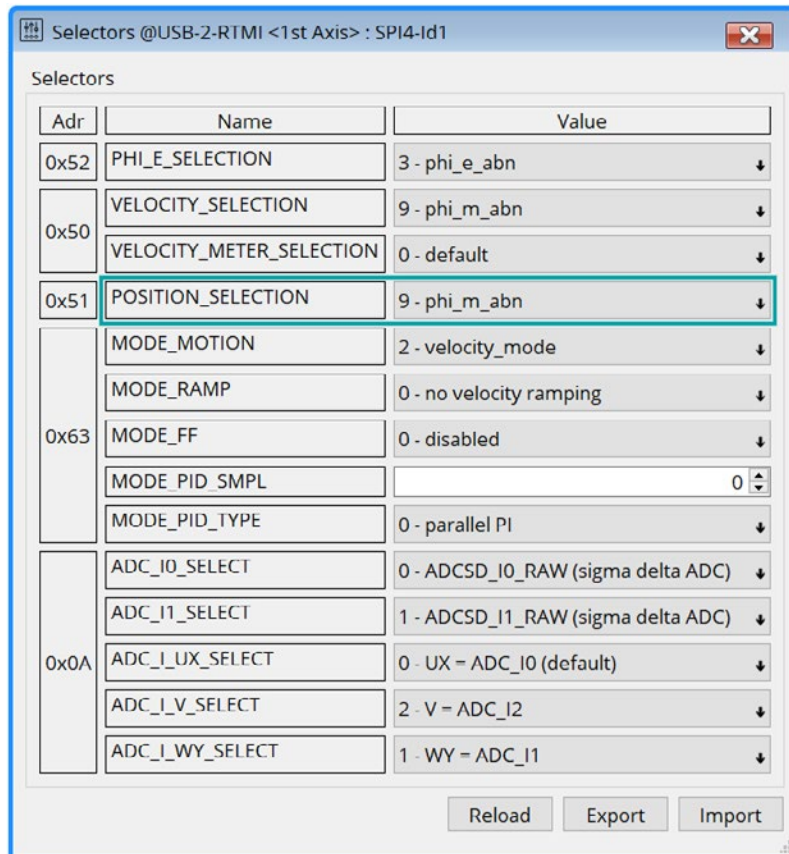 Selectors @USB-2-RTMI <1st Axis> : SPI4-Id1
Selectors
Adr Name Value
0x52 PHI_E_SELECTION 3 - phi_e_abn
0x50 VELOCITY_SELECTION 9 - phi_m_abn
VELOCITY_METER_SELECTION 0 - default
0x51 POSITION_SELECTION 9 - phi_m_abn
0x63 MODE_MOTION 2 - velocity_mode
MODE_RAMP 0 - no velocity ramping
MODE_FF 0 - disabled
MODE_PID_SMPL 0
MODE_PID_TYPE 0 - parallel PI
0x0A ADC_I0_SELECT 0 - ADCSD_I0_RAW (sigma delta ADC)
ADC_I1_SELECT 1 - ADCSD_I1_RAW (sigma delta ADC)
ADC_I_UX_SELECT 0 - UX = ADC_I0 (default)
ADC_I_V_SELECT 2 - V = ADC_I2
ADC_I_WY_SELECT 1 - WY = ADC_I1
Reload Export Import